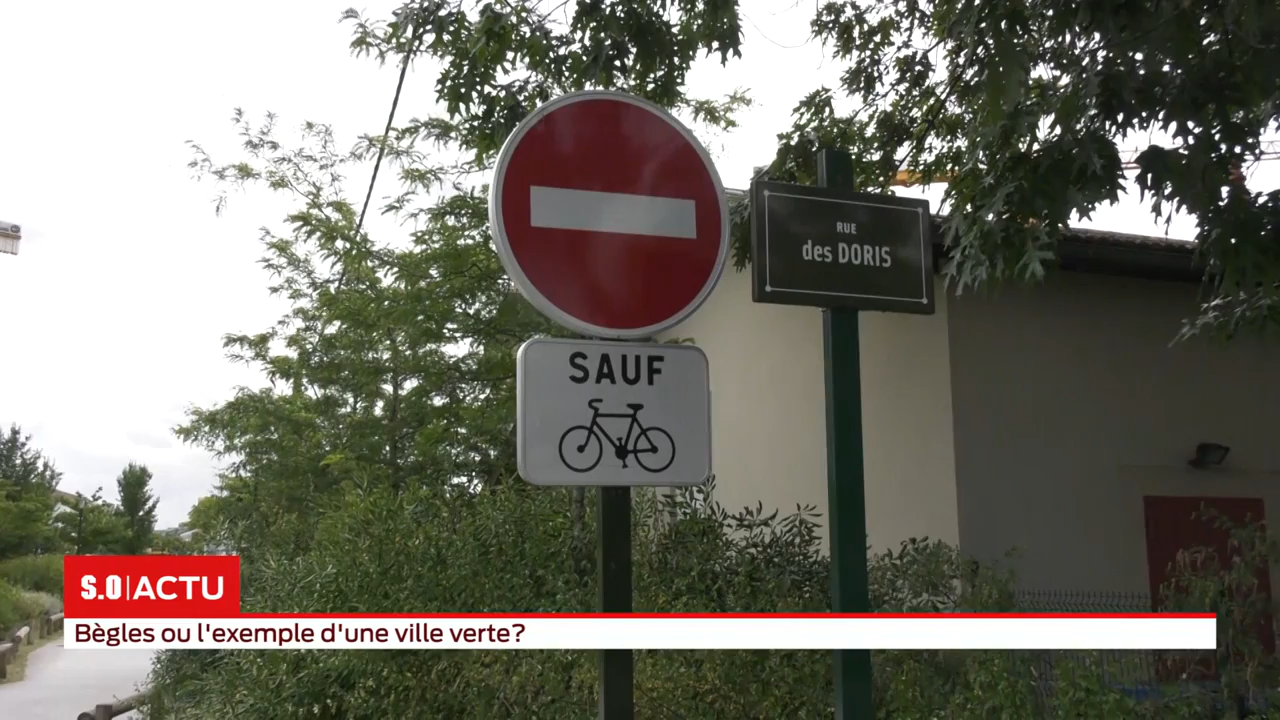 RUE
des DORIS
SAUF
S.O|ACTU
Bègles ou l'exemple d'une ville verte?